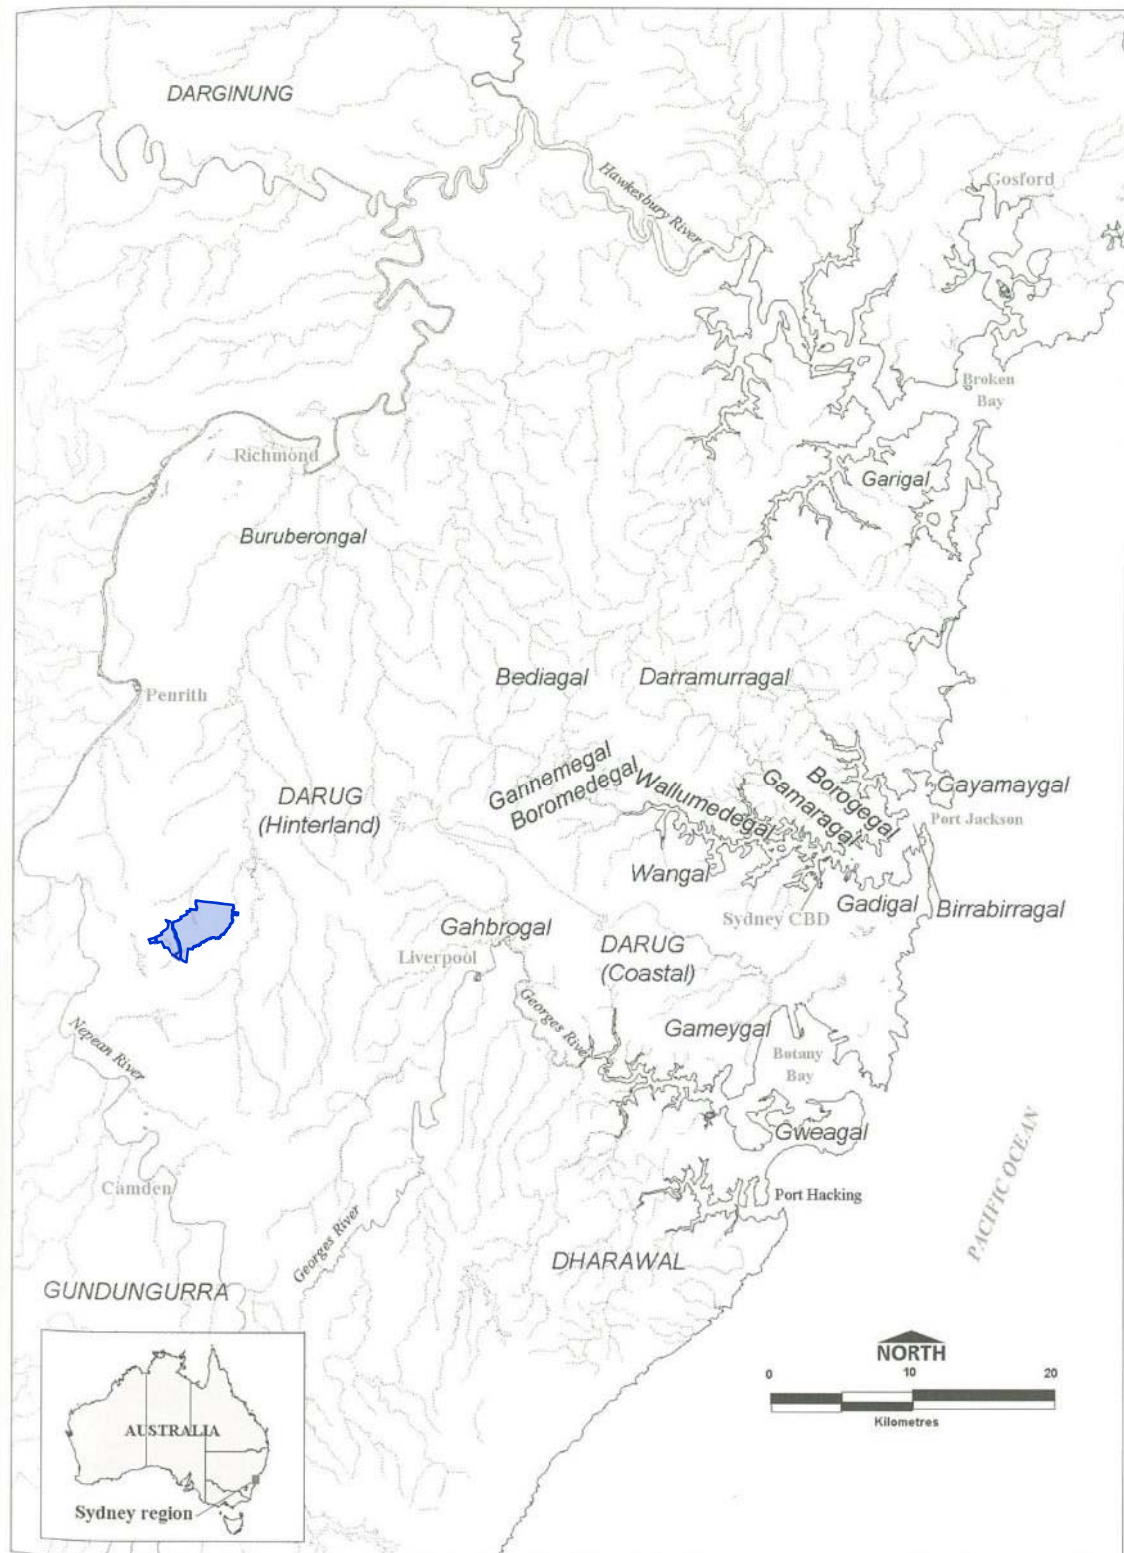 DARGINUNG
Hawkesbury River
Gosford
Broken
Bay
Richmond
Garigal
Buruberongal
Bediagal
Darramurragal
Penrith
Gannemegal
Boromedegal
Wallumedegal
Gamaragal
Borogegal
Gayamaygal
Port Jackson
DARUG
(Hinterland)
Wangal
Sydney CBD
Gadigal
Birrabirragal
Gahbrogal
Liverpool
DARUG
(Coastal)
Georges River
Gameygal
Botany
Bay
Nepean River
Gweagal
Camden
Port Hacking
Georges River
DHARAWAL
PACIFIC OCEAN
GUNDUNGURRA
AUSTRALIA
Sydney region
NORTH
0 10 20
Kilometres